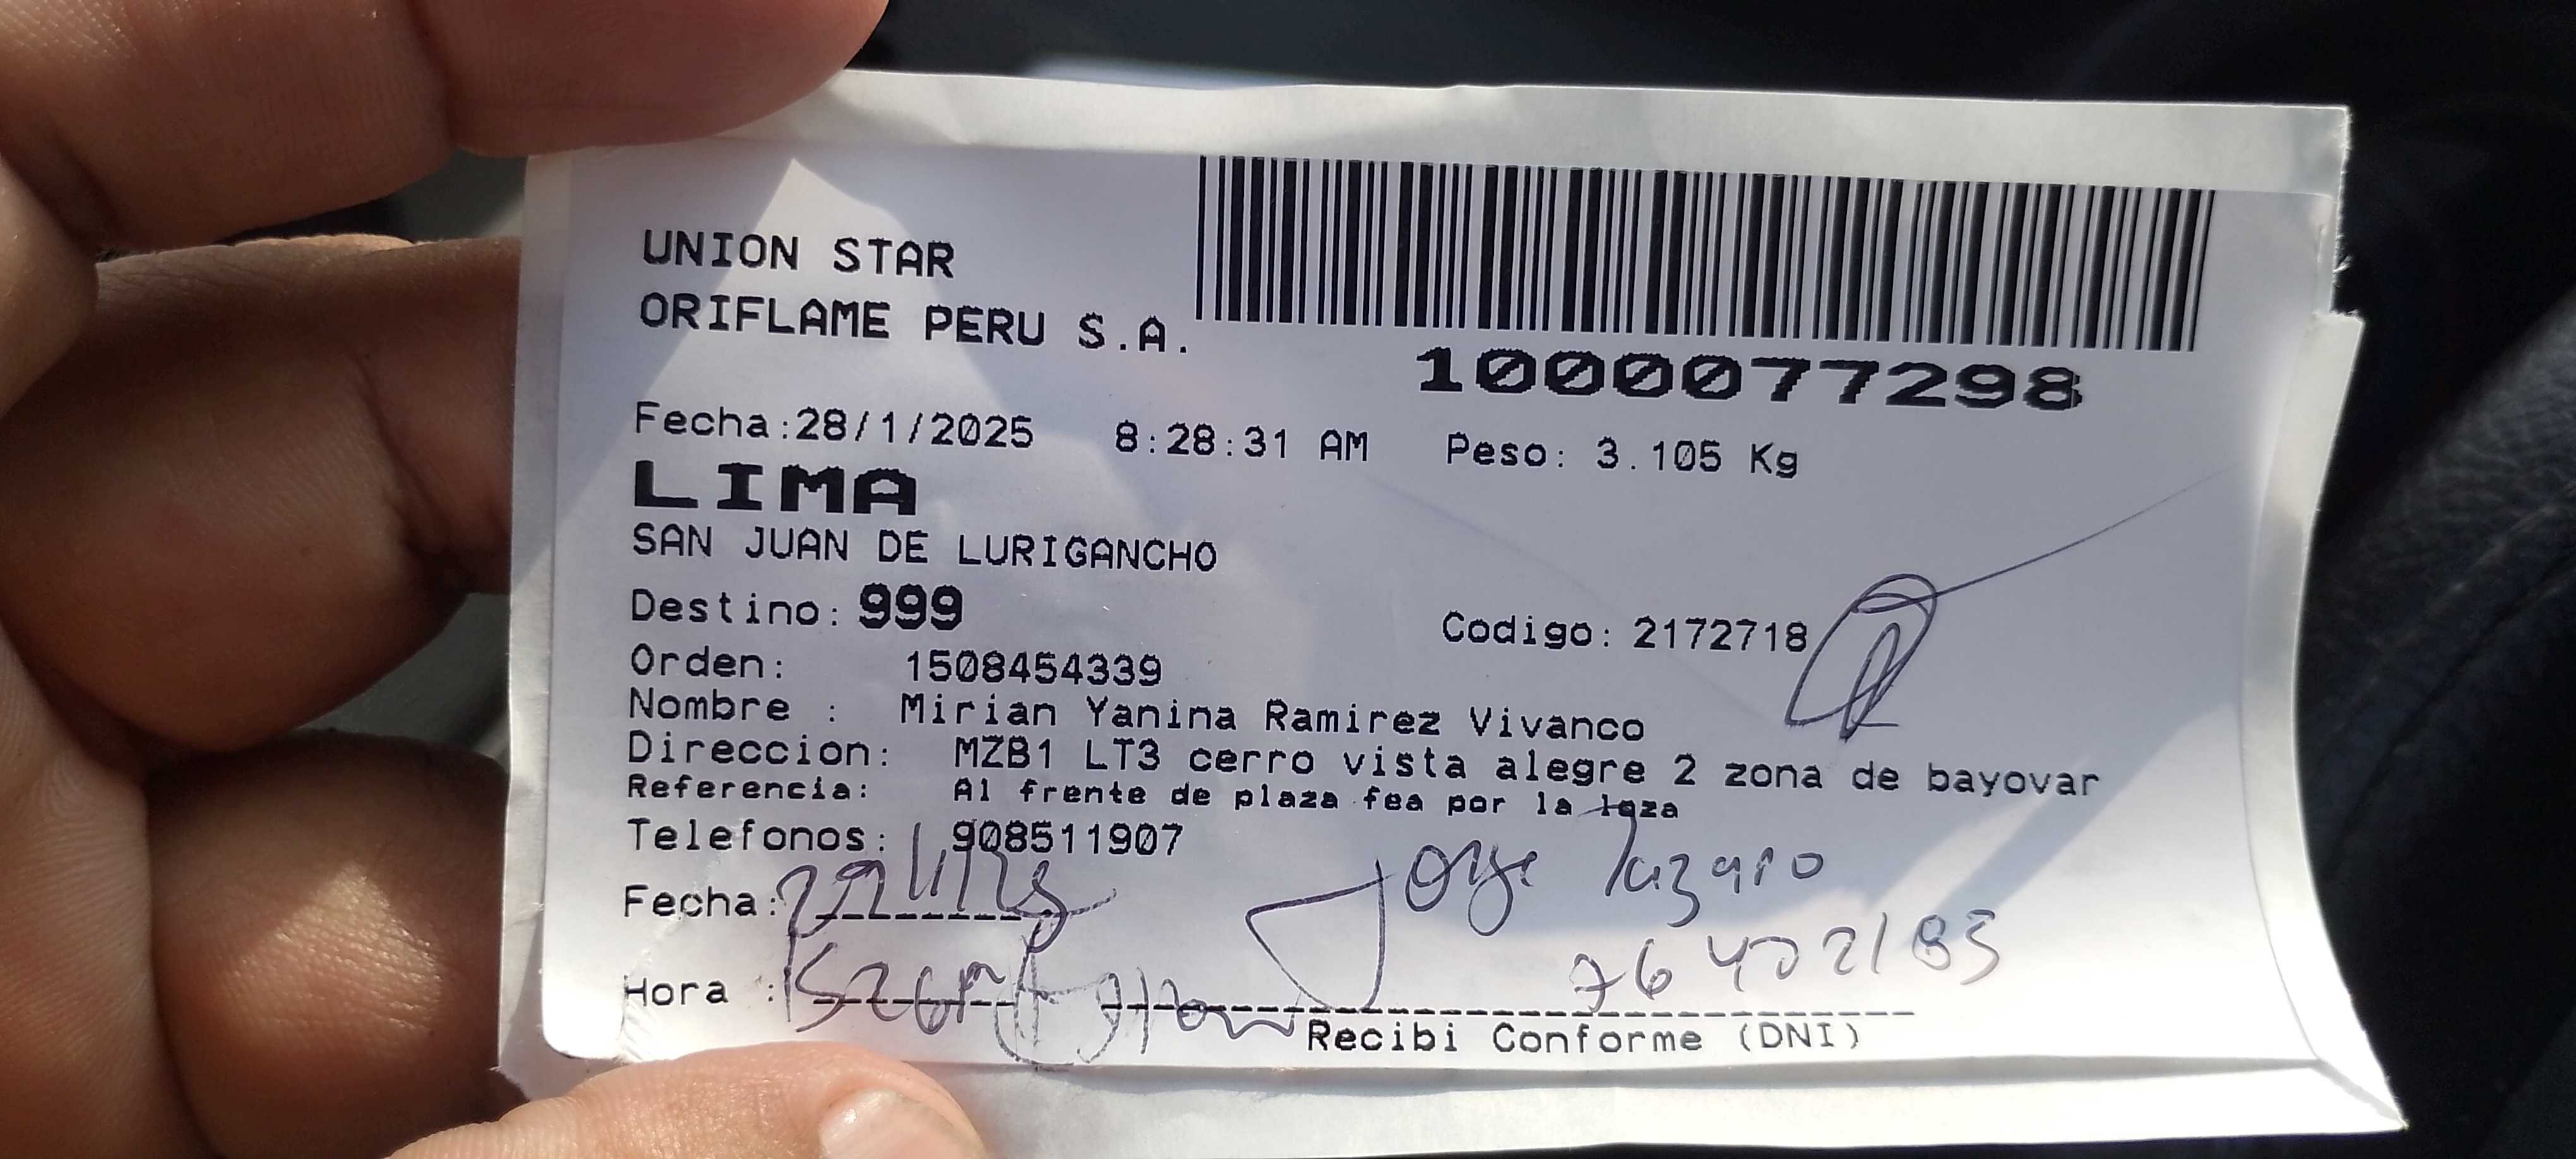 UNION STAR
ORIFLAME PERU S.A.
1000077298
Fecha:28/1/2025 8:28:31 AM Peso: 3.105 Kg
LIMA
SAN JUAN DE LURIGANCHO
Destino: 999 Codigo: 2172718
Orden: 1508454339
Nombre : Mirian Yanina Ramirez Vivanco
Direccion: MZB1 LT3 cerro vista alegre 2 zona de bayovar
Referencia: Al frente de plaza fea por la loza
Telefonos: 908511907
Jorge lazaro
Fecha:
Hora :
Recibi Conforme (DNI)